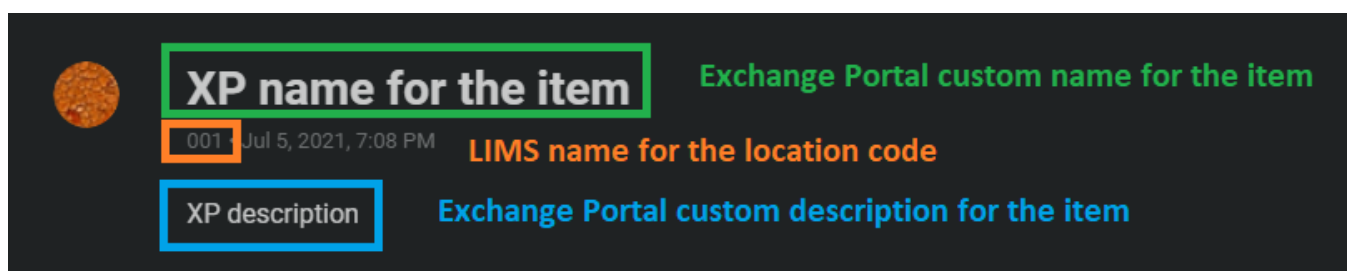 XP name for the item Exchange Portal custom name for the item
001 • Jul 5, 2021, 7:08 PM LIMS name for the location code
XP description Exchange Portal custom description for the item